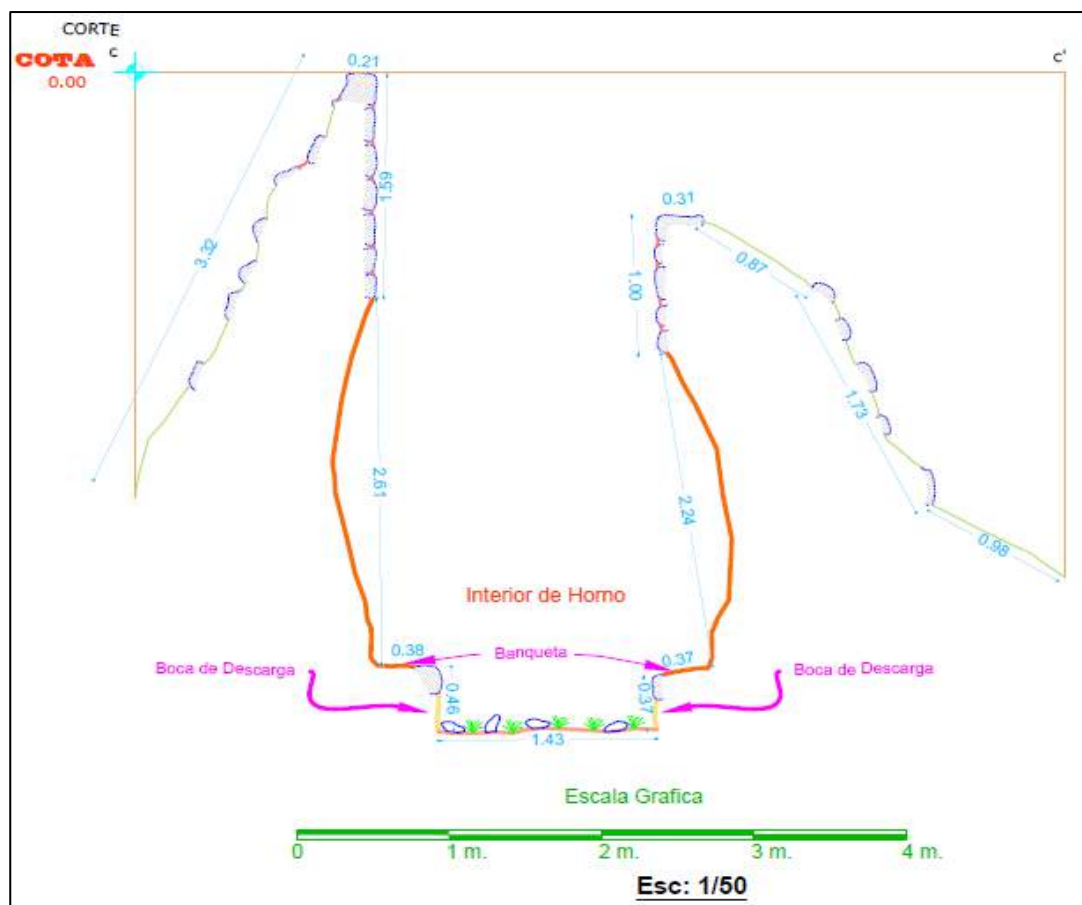 CORTE
c
COTA
0.00
c'
0.21
1.59
3.32
0.31
0.87
1.00
1.73
2.61
2.24
0.98
Interior de Horno
0.38
Banqueta
0.37
Boca de Descarga
Boca de Descarga
0.46
0.37
1.43
Escala Grafica
0 1 m. 2 m. 3 m. 4 m.
Esc: 1/50